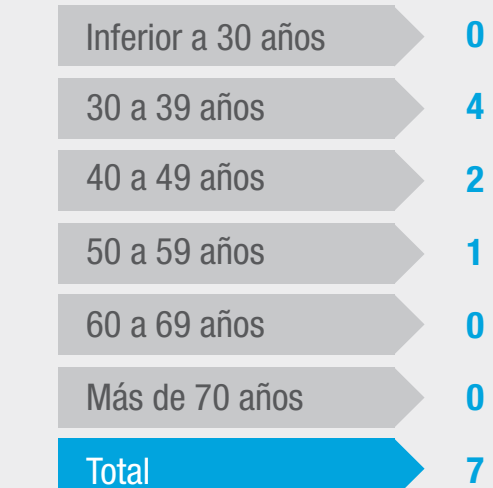 Inferior a 30 años 0
30 a 39 años 4
40 a 49 años 2
50 a 59 años 1
60 a 69 años 0
Más de 70 años 0
Total 7